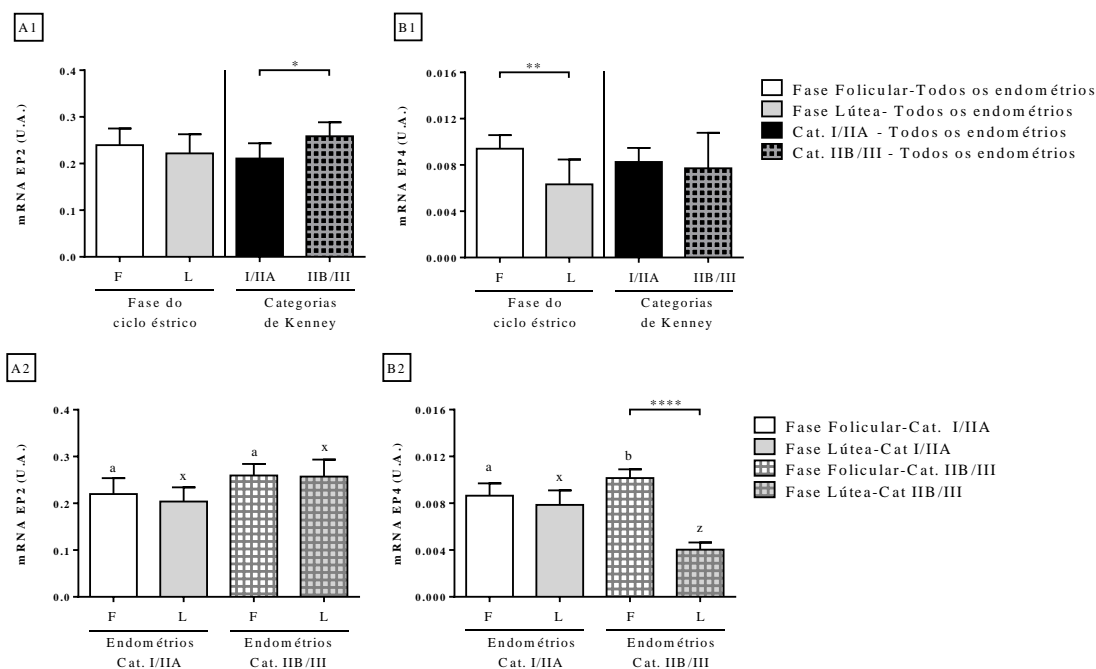 A1
mRNA EP2 (U.A.)
0.4
0.3
0.2
0.1
0.0
*
F
L
I/IIA
IIB/III
Fase do
ciclo éstrico
Categorias
de Kenney
B1
mRNA EP4 (U.A.)
0.016
0.012
0.008
0.004
0.000
**
F
L
I/IIA
IIB/III
Fase do
ciclo éstrico
Categorias
de Kenney
Fase Folicular-Todos os endométrios
Fase Lútea- Todos os endométrios
Cat. I/IIA - Todos os endométrios
Cat. IIB/III - Todos os endométrios
A2
mRNA EP2 (U.A.)
0.4
0.3
0.2
0.1
0.0
a
x
a
x
F
L
F
L
Endométrios
Cat. I/IIA
Endométrios
Cat. IIB/III
B2
mRNA EP4 (U.A.)
0.016
0.012
0.008
0.004
0.000
****
a
x
b
z
F
L
F
L
Endométrios
Cat. I/IIA
Endométrios
Cat. IIB/III
Fase Folicular-Cat. I/IIA
Fase Lútea-Cat I/IIA
Fase Folicular-Cat. IIB/III
Fase Lútea-Cat IIB/III